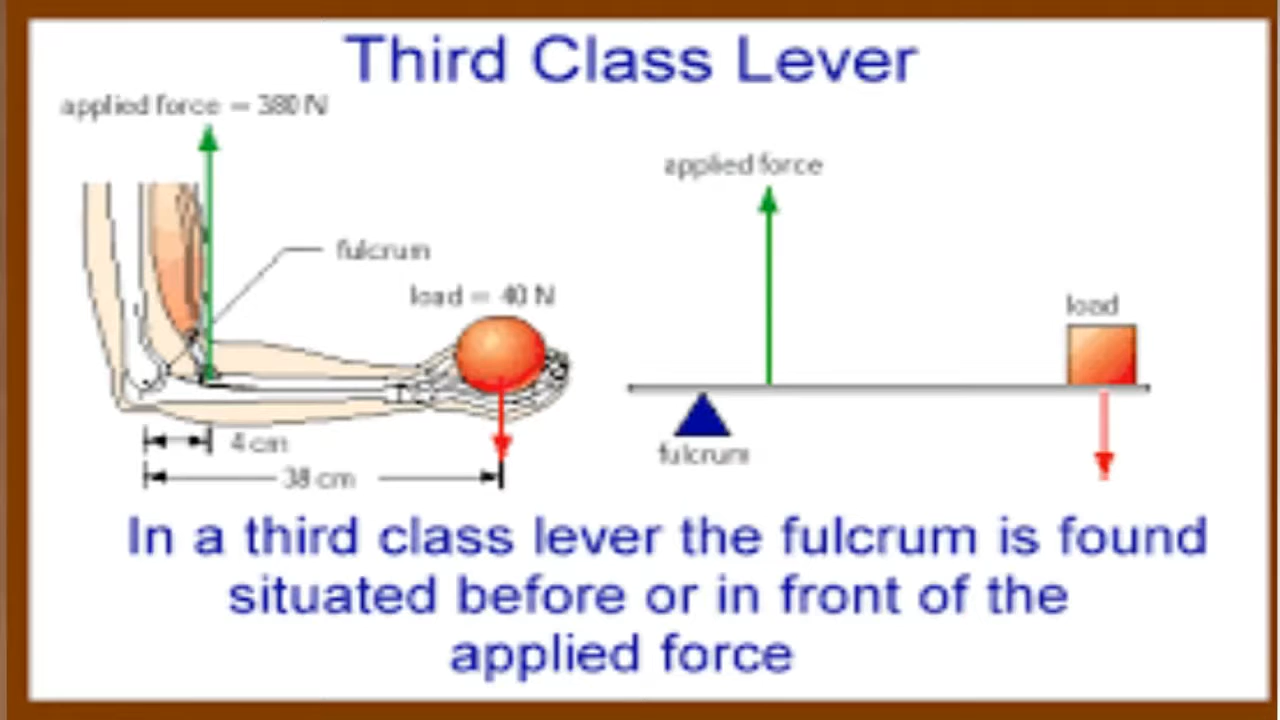 Third Class Lever
applied force = 380 N
applied force
fulcrum
load = 40 N
load
fulcrum
4 cm
38 cm
In a third class lever the fulcrum is found
situated before or in front of the
applied force